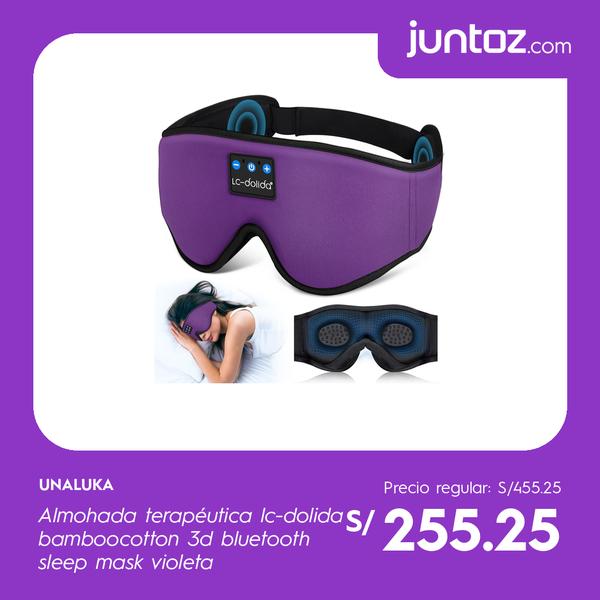 juntoz.com
LC-dolida
UNALUKA
Almohada terapéutica lc-dolida
bamboocotton 3d bluetooth
sleep mask violeta
Precio regular: S/455.25
S/ 255.25